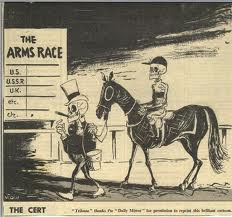 THE
ARMS RACE
U.S.
U.S.S.R
U.K.
etc.
etc.
THE CERT
"Tribune" thanks the "Daily Mirror" for permission to reprint this brilliant cartoon.